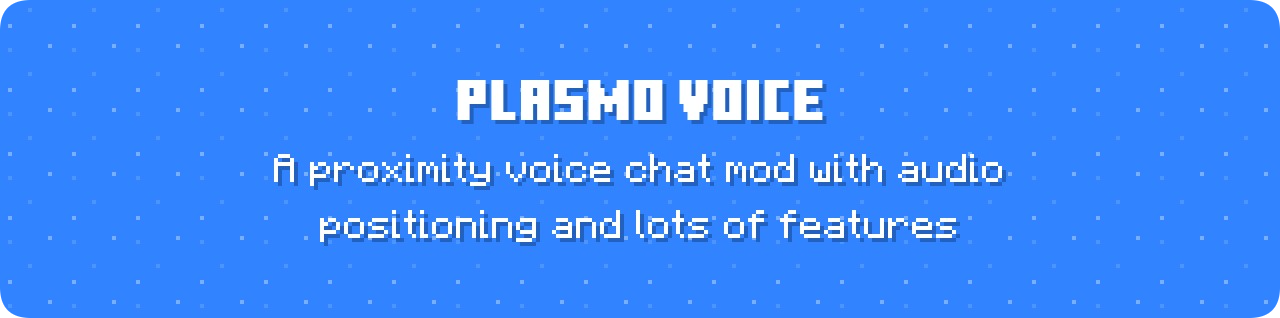 PLASMO VOICE
A proximity voice chat mod with audio
positioning and lots of features